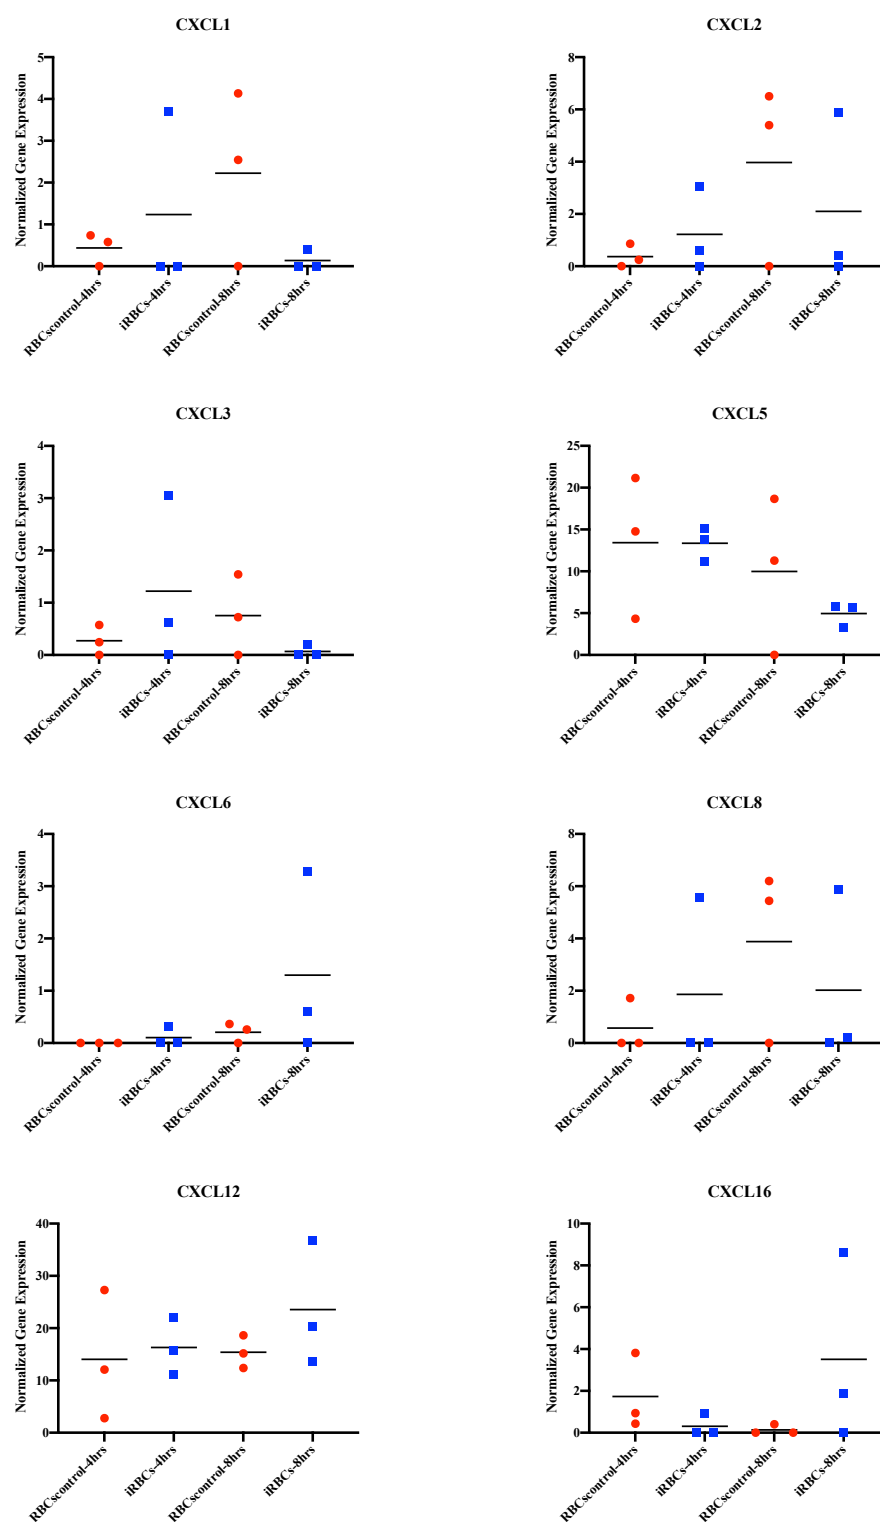 CXCL1
Normalized Gene Expression
5
4
3
2
1
0
RBCscontrol-4hrs
iRBCs-4hrs
RBCscontrol-8hrs
iRBCs-8hrs
CXCL2
Normalized Gene Expression
8
6
4
2
0
RBCscontrol-4hrs
iRBCs-4hrs
RBCscontrol-8hrs
iRBCs-8hrs
CXCL3
Normalized Gene Expression
4
3
2
1
0
RBCscontrol-4hrs
iRBCs-4hrs
RBCscontrol-8hrs
iRBCs-8hrs
CXCL5
Normalized Gene Expression
25
20
15
10
5
0
RBCscontrol-4hrs
iRBCs-4hrs
RBCscontrol-8hrs
iRBCs-8hrs
CXCL6
Normalized Gene Expression
4
3
2
1
0
RBCscontrol-4hrs
iRBCs-4hrs
RBCscontrol-8hrs
iRBCs-8hrs
CXCL8
Normalized Gene Expression
8
6
4
2
0
RBCscontrol-4hrs
iRBCs-4hrs
RBCscontrol-8hrs
iRBCs-8hrs
CXCL12
Normalized Gene Expression
40
30
20
10
0
RBCscontrol-4hrs
iRBCs-4hrs
RBCscontrol-8hrs
iRBCs-8hrs
CXCL16
Normalized Gene Expression
10
8
6
4
2
0
RBCscontrol-4hrs
iRBCs-4hrs
RBCscontrol-8hrs
iRBCs-8hrs